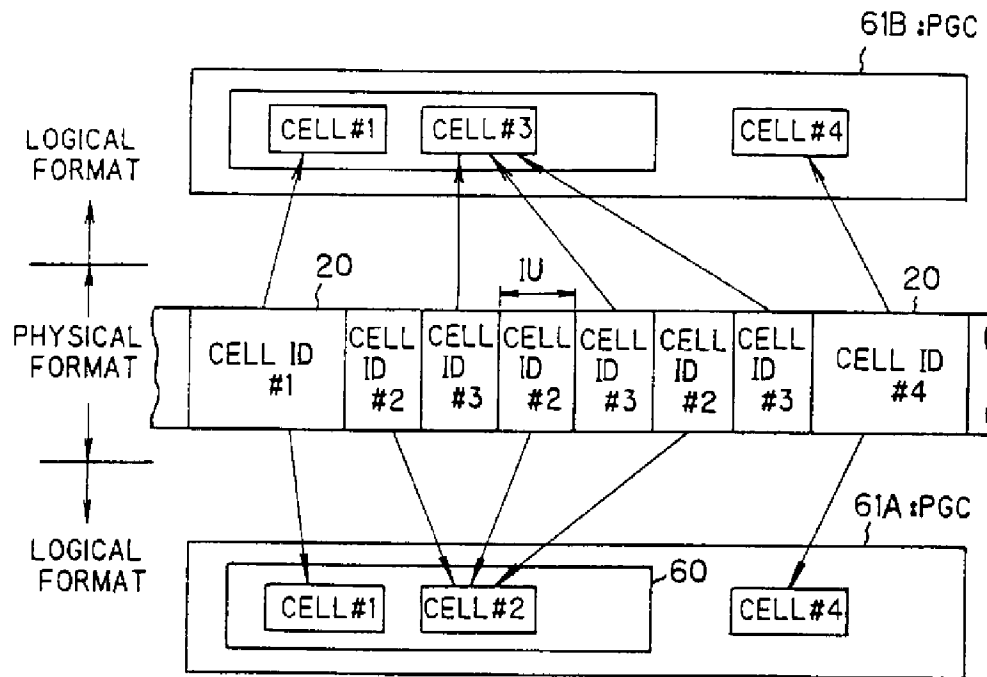 61B :PGC
CELL #1
CELL #3
CELL #4
LOGICAL
FORMAT
20
IU
20
PHYSICAL
FORMAT
CELL ID
#1
CELL
ID
#2
CELL
ID
#3
CELL
ID
#2
CELL
ID
#3
CELL
ID
#2
CELL
ID
#3
CELL ID
#4
61A :PGC
LOGICAL
FORMAT
60
CELL#1
CELL#2
CELL#4